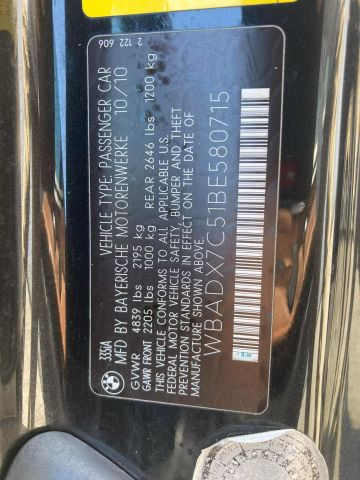 333IA VEHICLE TYPE: PASSENGER CAR
MFD BY BAYERISCHE MOTORENWERKE 10/10
GVWR 4839 lbs 2195 kg
GAWR FRONT 2205 lbs 1000 kg REAR 2646 lbs 1200 kg
THIS VEHICLE CONFORMS TO ALL APPLICABLE U.S.
FEDERAL MOTOR VEHICLE SAFETY, BUMPER AND THEFT
STANDARDS IN EFFECT ON THE DATE OF
MANUFACTURE SHOWN ABOVE.
WBADX7C51BE580715
2 122 606